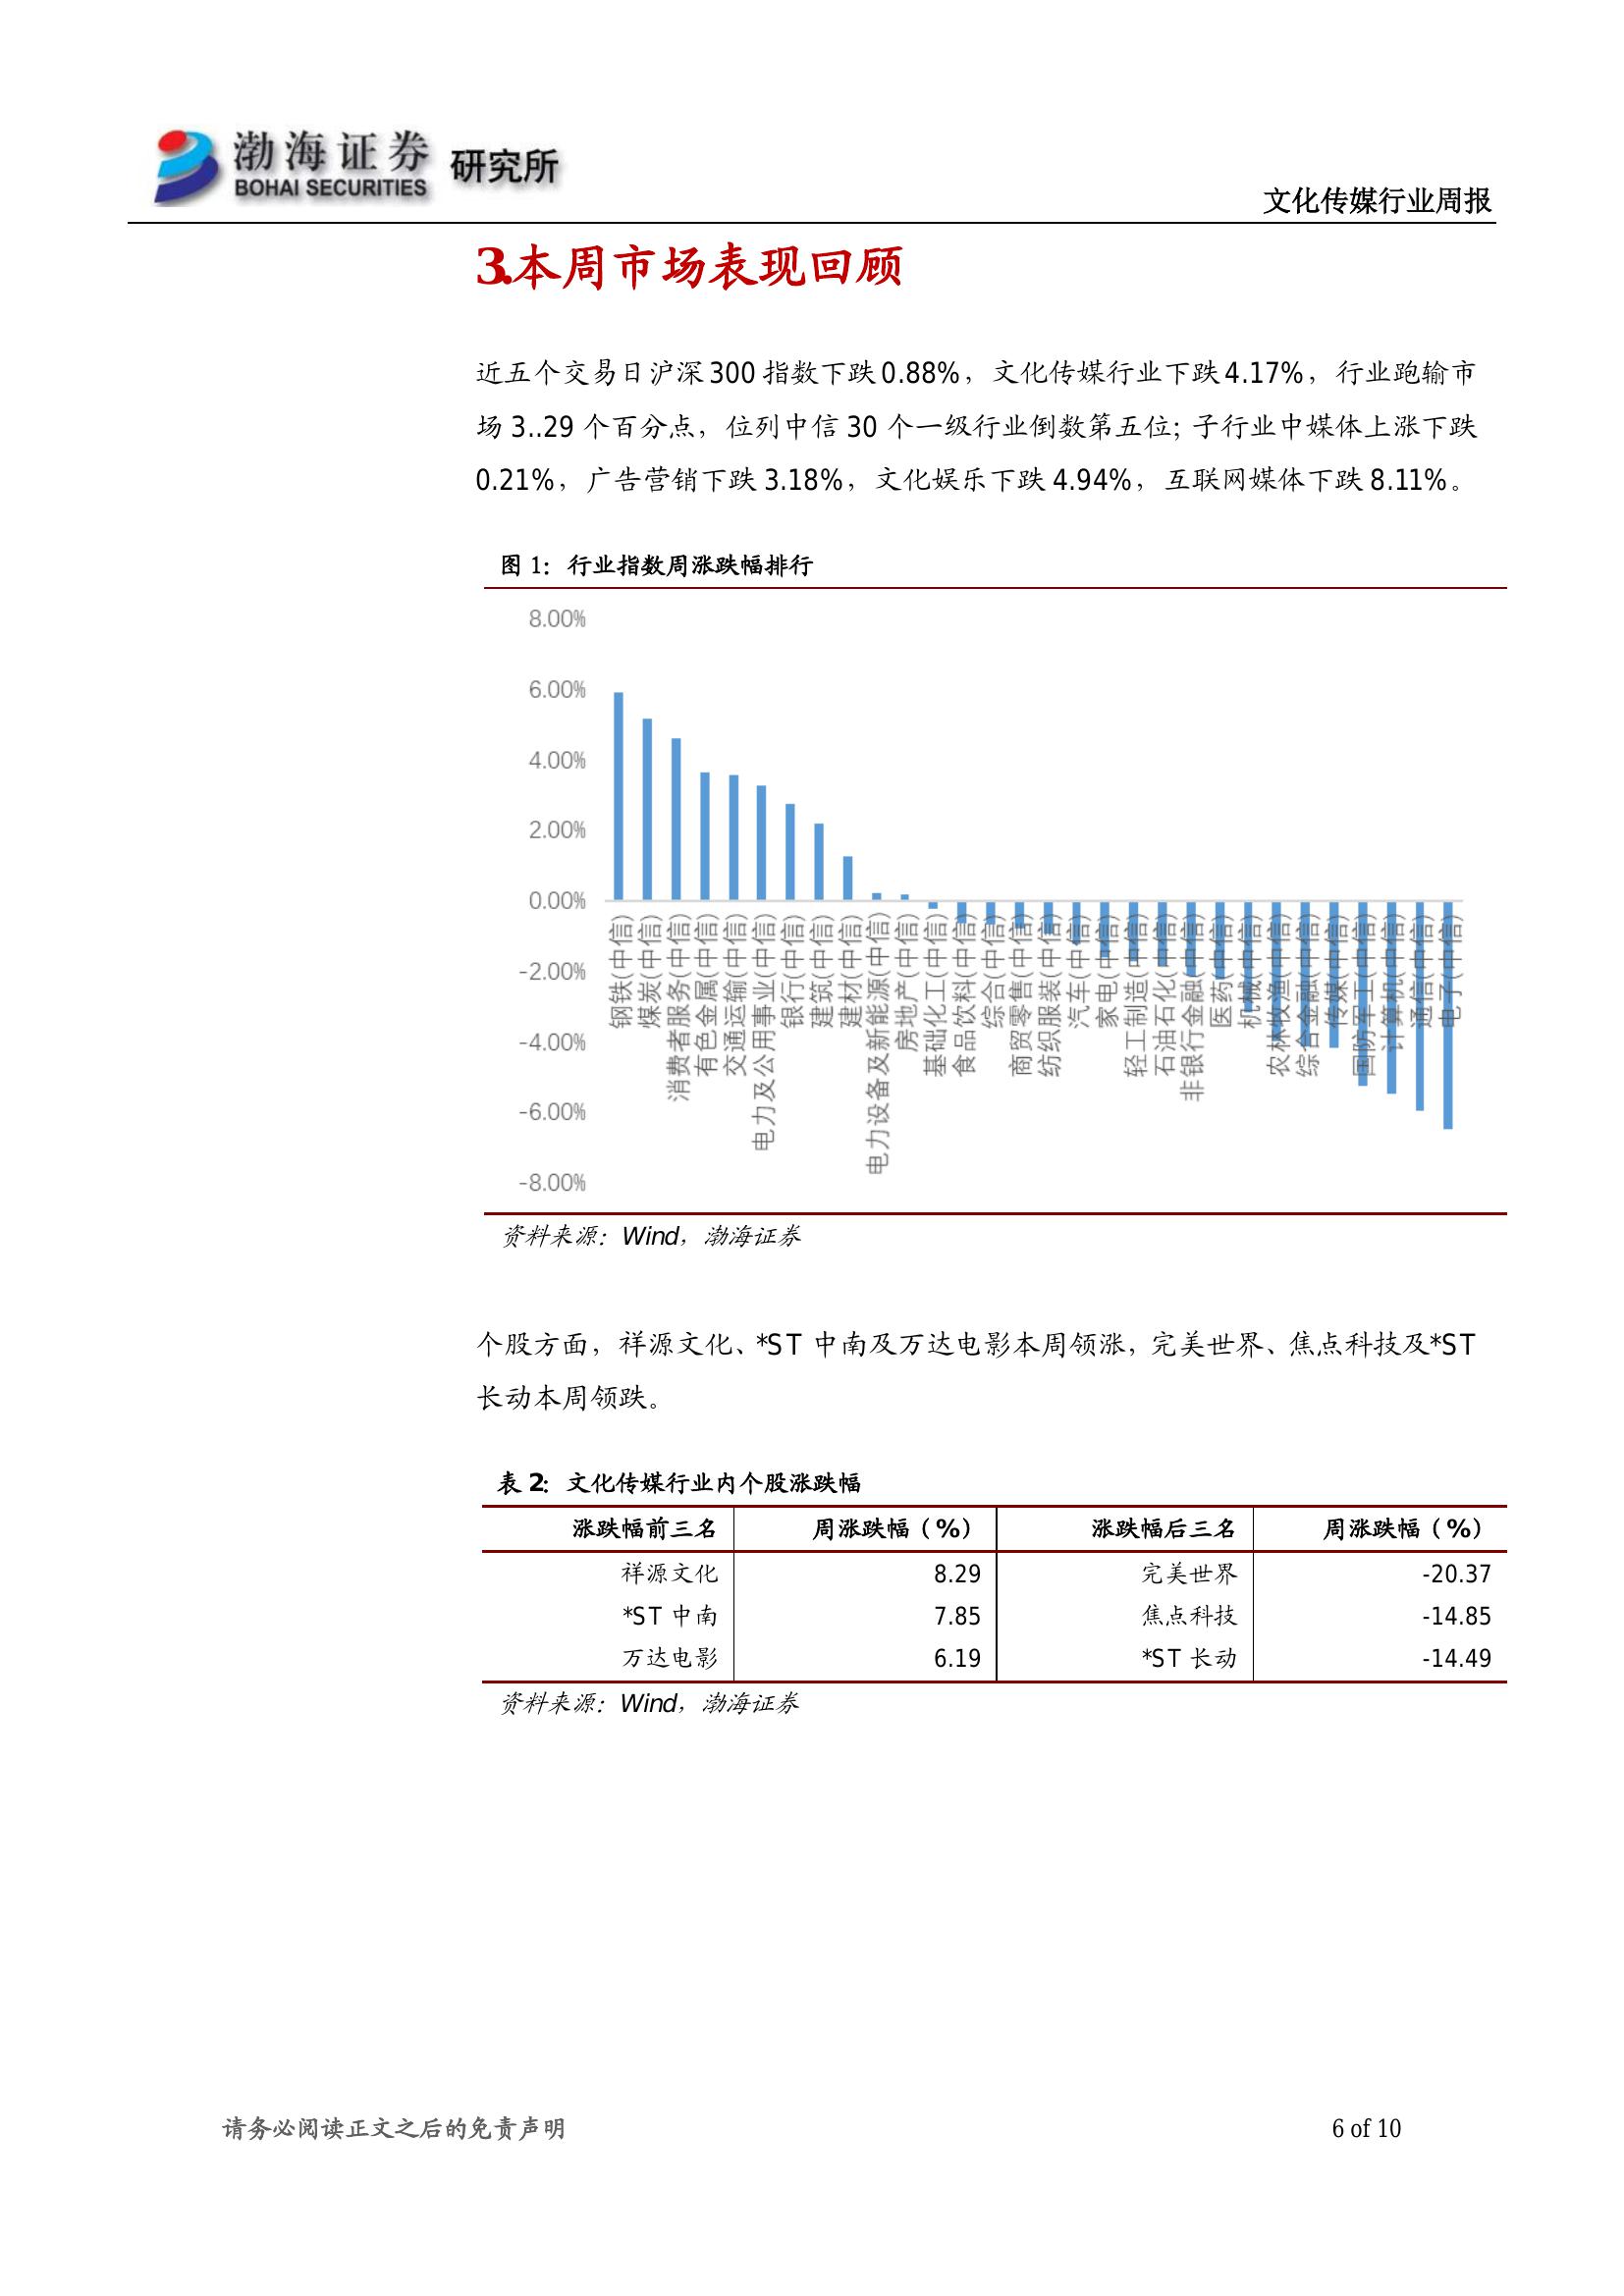 渤海证券 研究所
BOHAI SECURITIES
文化传媒行业周报
3.本周市场表现回顾
近五个交易日沪深 300 指数下跌 0.88%，文化传媒行业下跌 4.17%，行业跑输市
场 3..29 个百分点，位列中信 30 个一级行业倒数第五位；子行业中媒体上涨下跌
0.21%，广告营销下跌 3.18%，文化娱乐下跌 4.94%，互联网媒体下跌 8.11%。
图 1：行业指数周涨跌幅排行
8.00%
6.00%
4.00%
2.00%
0.00%
-2.00%
-4.00%
-6.00%
-8.00%
钢铁(中信)
煤炭(中信)
消费者服务(中信)
有色金属(中信)
交通运输(中信)
电力及公用事业(中信)
银行(中信)
建筑(中信)
建材(中信)
电力设备及新能源(中信)
房地产(中信)
基础化工(中信)
食品饮料(中信)
综合(中信)
商贸零售(中信)
纺织服装(中信)
汽车(中信)
家电(中信)
轻工制造(中信)
石油石化(中信)
非银行金融(中信)
医药(中信)
机械(中信)
农林牧渔(中信)
综合金融(中信)
传媒(中信)
国防军工(中信)
计算机(中信)
通信(中信)
电子(中信)
资料来源：Wind，渤海证券
个股方面，祥源文化、*ST 中南及万达电影本周领涨，完美世界、焦点科技及*ST
长动本周领跌。
表 2：文化传媒行业内个股涨跌幅
涨跌幅前三名 周涨跌幅（%） 涨跌幅后三名 周涨跌幅（%）
祥源文化 8.29 完美世界 -20.37
*ST 中南 7.85 焦点科技 -14.85
万达电影 6.19 *ST 长动 -14.49
资料来源：Wind，渤海证券
请务必阅读正文之后的免责声明 6 of 10